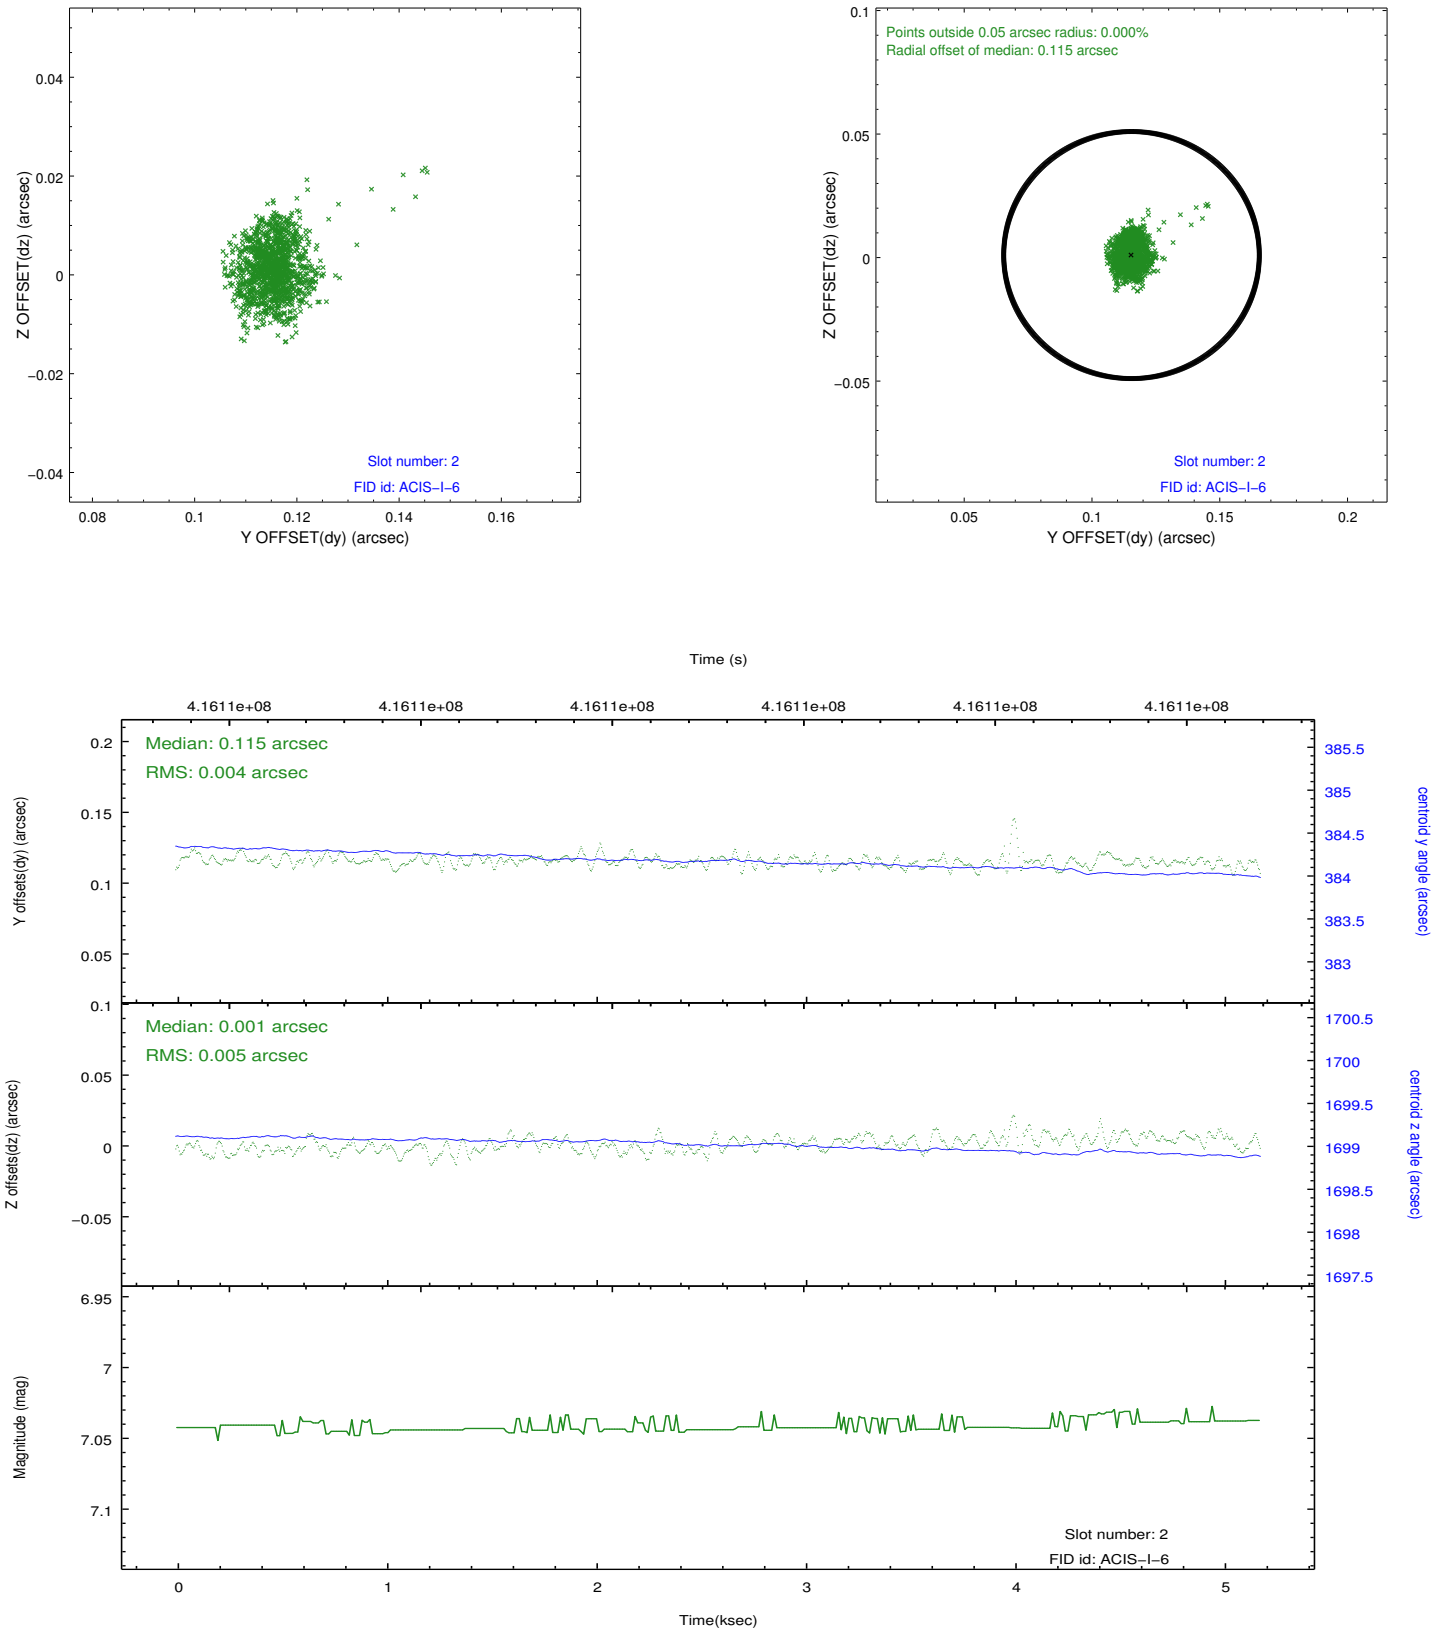 0.04
0.02
0
−0.02
−0.04
Z OFFSET(dz) (arcsec)
Slot number: 2
FID id: ACIS−I−6
0.08
0.1
0.12
0.14
0.16
Y OFFSET(dy) (arcsec)
0.1
0.05
0
−0.05
Z OFFSET(dz) (arcsec)
Points outside 0.05 arcsec radius: 0.000%
Radial offset of median: 0.115 arcsec
Slot number: 2
FID id: ACIS−I−6
0.05
0.1
0.15
0.2
Y OFFSET(dy) (arcsec)
Time (s)
4.1611e+08
4.1611e+08
4.1611e+08
4.1611e+08
4.1611e+08
4.1611e+08
Y offsets(dy) (arcsec)
0.2
0.15
0.1
0.05
Median: 0.115 arcsec
RMS: 0.004 arcsec
385.5
385
384.5
384
383.5
383
centroid y angle (arcsec)
Z offsets(dz) (arcsec)
0.1
0.05
0
−0.05
Median: 0.001 arcsec
RMS: 0.005 arcsec
1700.5
1700
1699.5
1699
1698.5
1698
1697.5
centroid z angle (arcsec)
Magnitude (mag)
6.95
7
7.05
7.1
Slot number: 2
FID id: ACIS−I−6
0
1
2
3
4
5
Time(ksec)